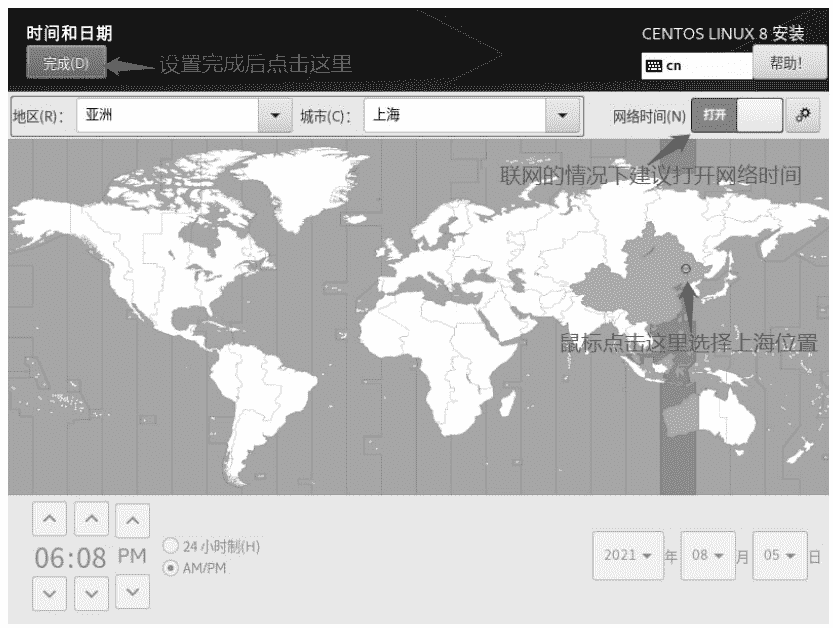 时间和日期
CENTOS LINUX 8 安装
完成(D)
设置完成后点击这里
cn
帮助!
地区(R):
亚洲
城市(C):
上海
网络时间(N)
打开
联网的情况下建议打开网络时间
鼠标点击这里选择上海位置
06:08 PM
24 小时制(H)
AM/PM
2021 年 08 月 05 日